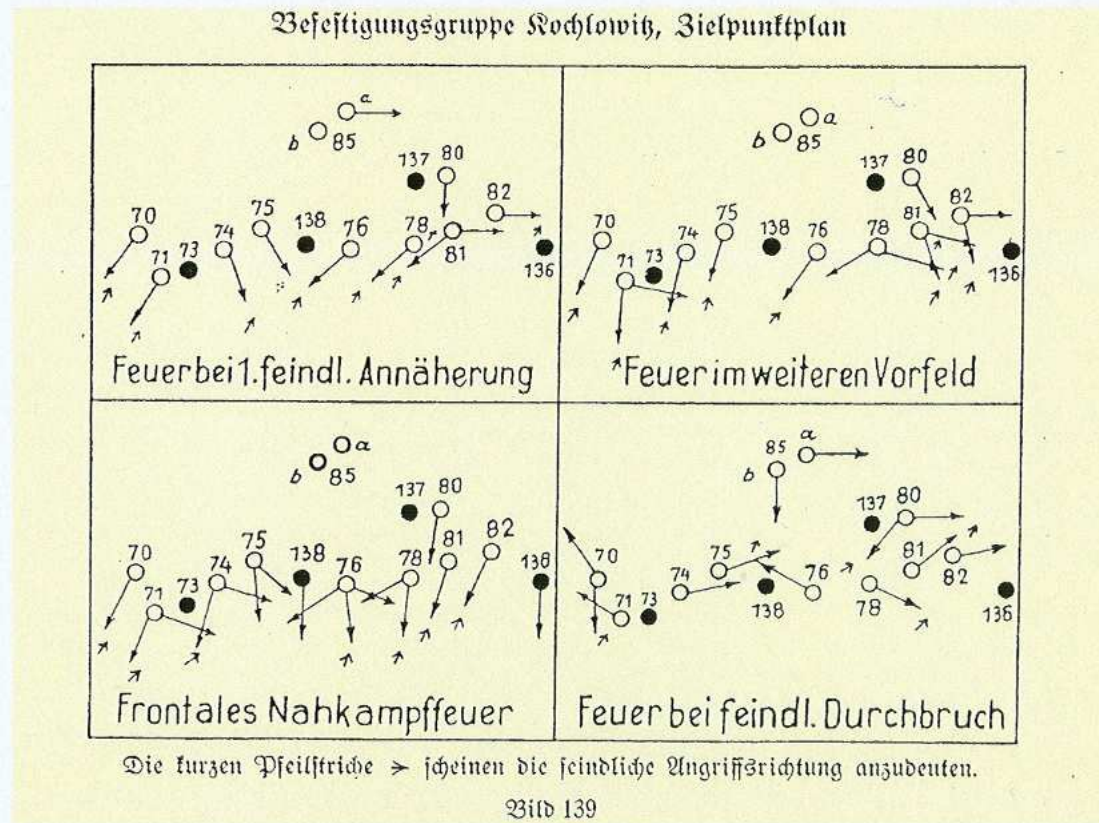 Befestigungsgruppe Kochlowitz, Zielpunktplan
a
b 85
137 80
82
70 74 75 138 76 78 81
71 73 136
Feuer bei 1. feindl. Annäherung
a
b 85
137 80
82
70 74 75 138 76 78 81
71 73 136
Feuer im weiteren Vorfeld
a
b 85
137 80
70 74 75 138 76 78 81 82 138
71 73
Frontales Nahkampffeuer
85 a
b
137 80
70 74 75 81
71 73 138 76 78 82 136
Feuer bei feindl. Durchbruch
Die kurzen Pfeilstriche > scheinen die feindliche Angriffsrichtung anzudeuten.
Bild 139